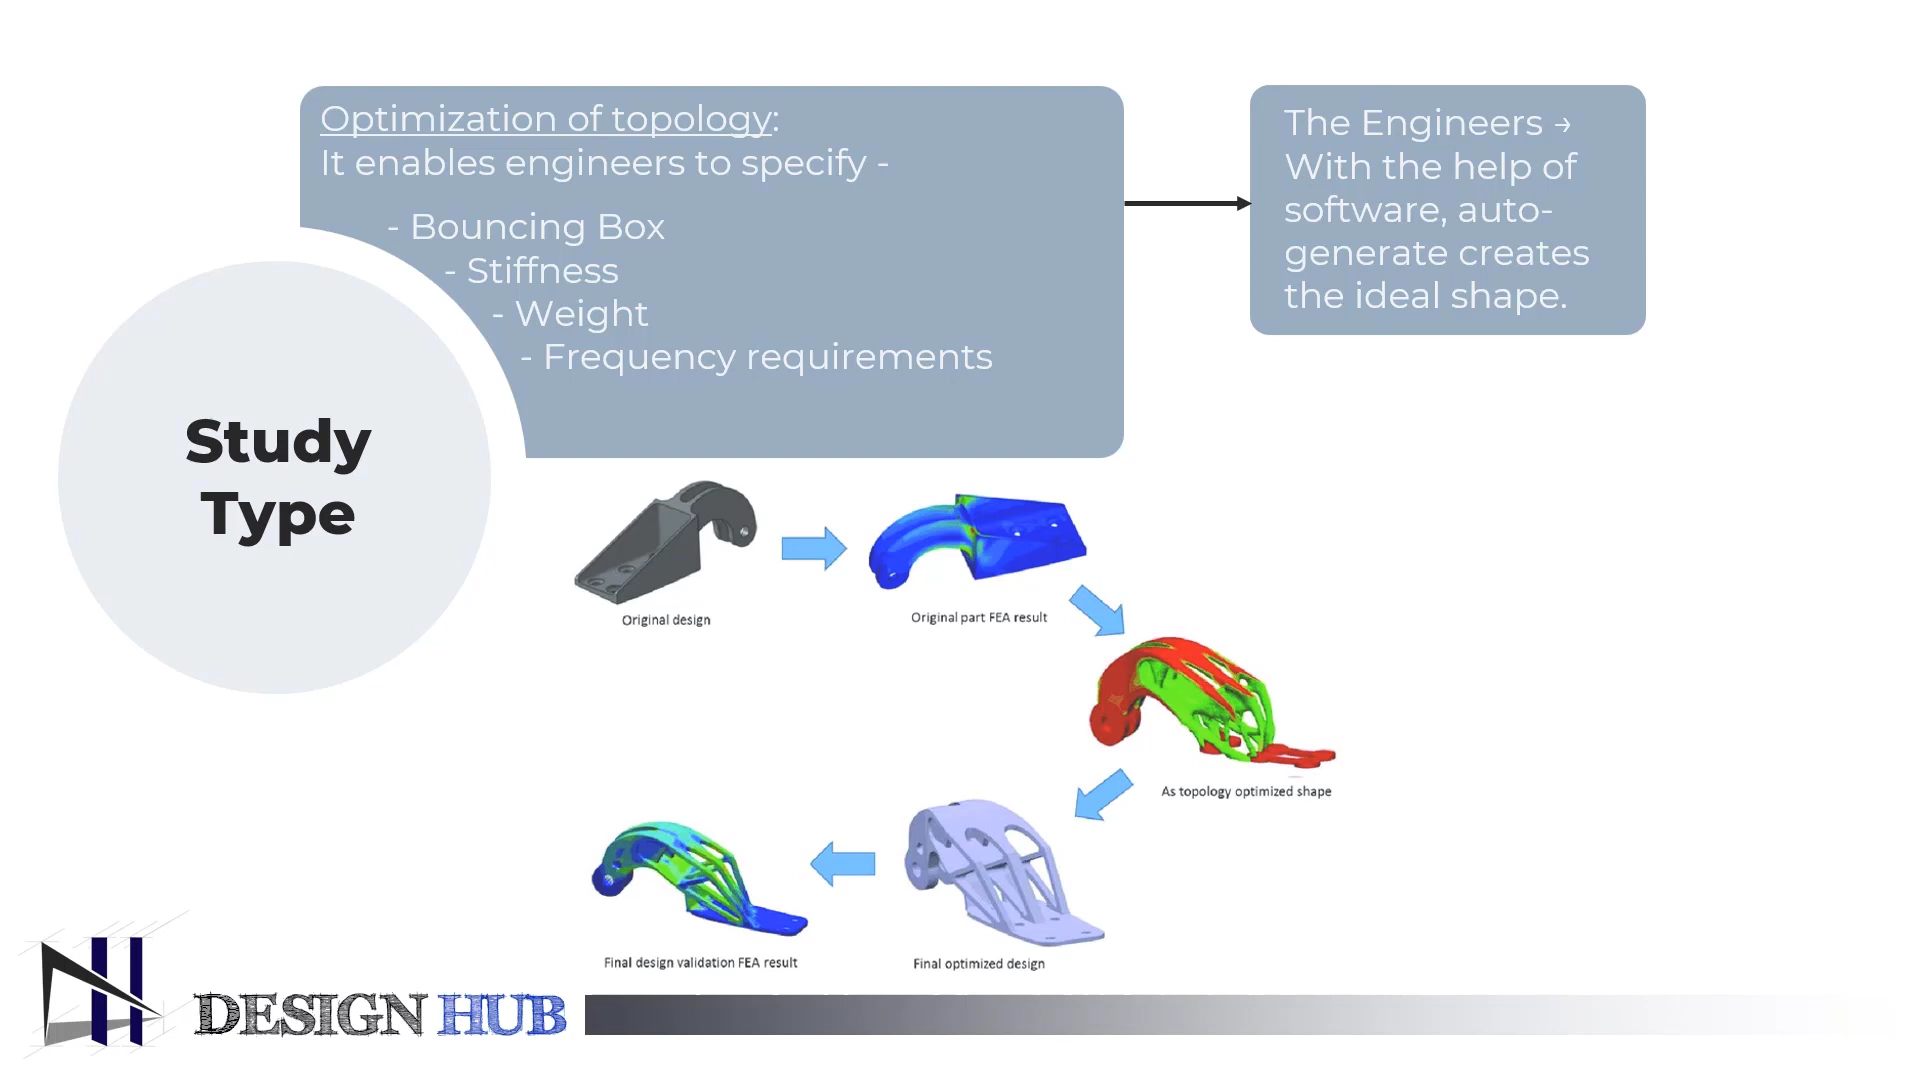 Optimization of topology:
It enables engineers to specify -
- Bouncing Box
- Stiffness
- Weight
- Frequency requirements
The Engineers →
With the help of
software, auto-
generate creates
the ideal shape.
Study
Type
Original design
Original part FEA result
As topology optimized shape
Final design validation FEA result
Final optimized design
DESIGN HUB